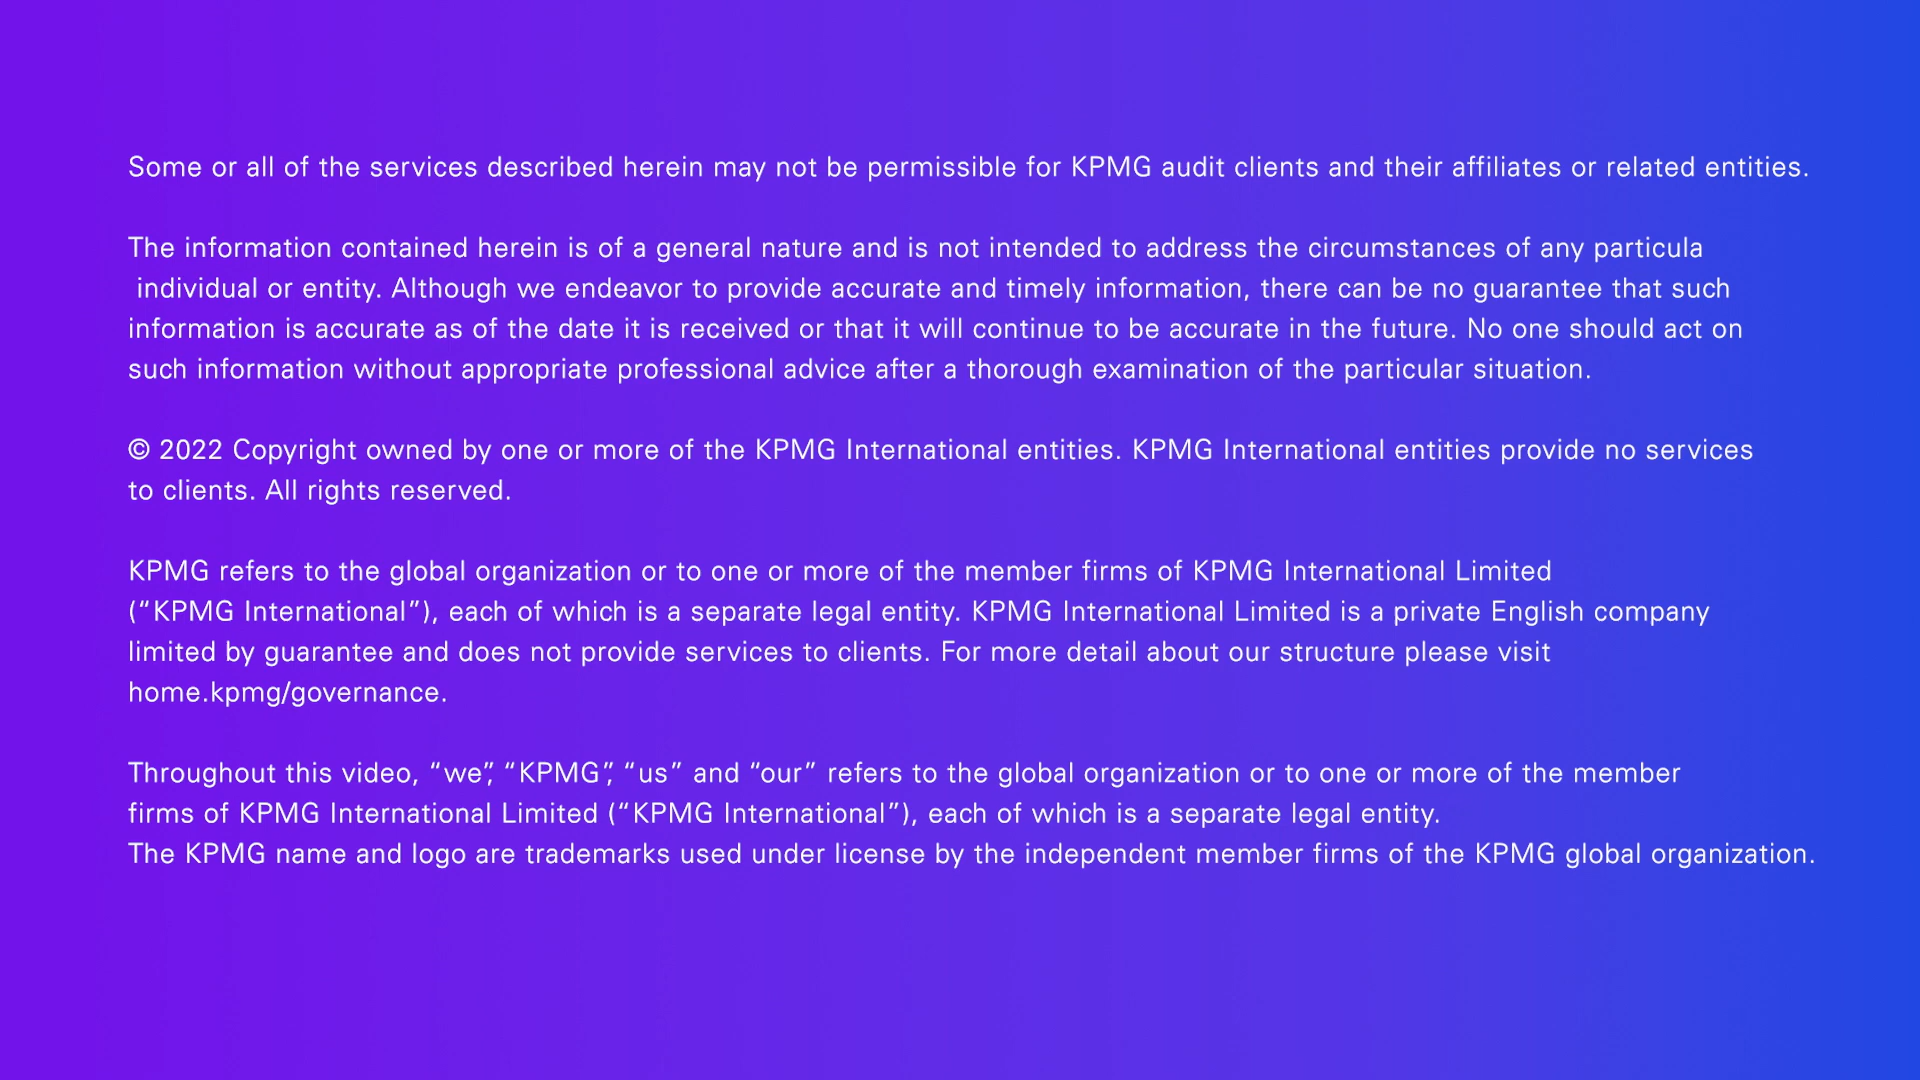 Some or all of the services described herein may not be permissible for KPMG audit clients and their affiliates or related entities.
The information contained herein is of a general nature and is not intended to address the circumstances of any particula
individual or entity. Although we endeavor to provide accurate and timely information, there can be no guarantee that such
information is accurate as of the date it is received or that it will continue to be accurate in the future. No one should act on
such information without appropriate professional advice after a thorough examination of the particular situation.
© 2022 Copyright owned by one or more of the KPMG International entities. KPMG International entities provide no services
to clients. All rights reserved.
KPMG refers to the global organization or to one or more of the member firms of KPMG International Limited
(“KPMG International”), each of which is a separate legal entity. KPMG International Limited is a private English company
limited by guarantee and does not provide services to clients. For more detail about our structure please visit
home.kpmg/governance.
Throughout this video, “we”, “KPMG”, “us” and “our” refers to the global organization or to one or more of the member
firms of KPMG International Limited (“KPMG International”), each of which is a separate legal entity.
The KPMG name and logo are trademarks used under license by the independent member firms of the KPMG global organization.